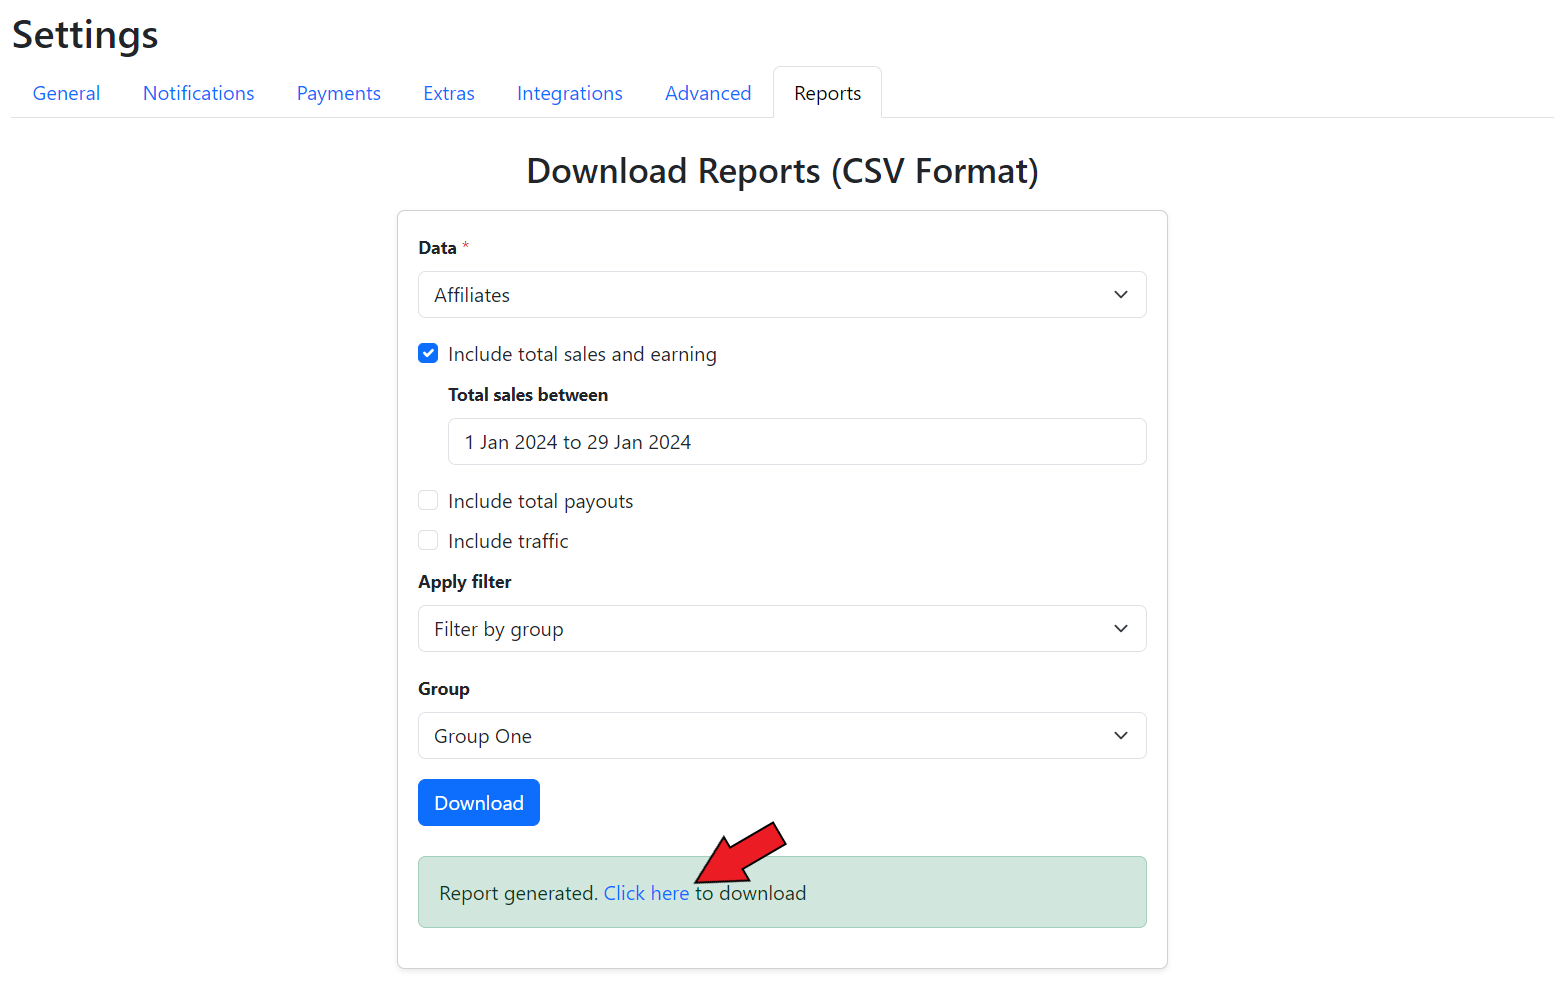 Settings
General Notifications Payments Extras Integrations Advanced Reports
Download Reports (CSV Format)
Data *
Affiliates
Include total sales and earning
Total sales between
1 Jan 2024 to 29 Jan 2024
Include total payouts
Include traffic
Apply filter
Filter by group
Group
Group One
Download
Report generated. Click here to download